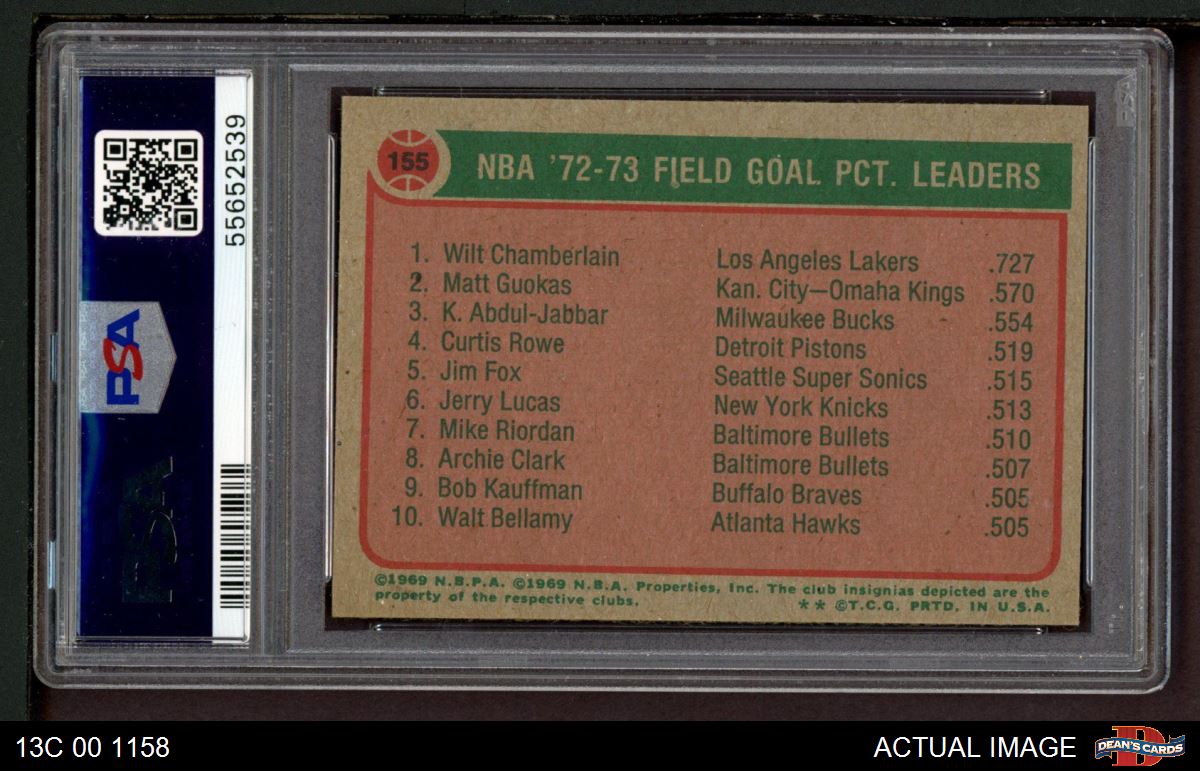 55652539
PSA
PSA
155
NBA '72-73 FIELD GOAL PCT. LEADERS
1. Wilt Chamberlain Los Angeles Lakers .727
2. Matt Guokas Kan. City—Omaha Kings .570
3. K. Abdul-Jabbar Milwaukee Bucks .554
4. Curtis Rowe Detroit Pistons .519
5. Jim Fox Seattle Super Sonics .515
6. Jerry Lucas New York Knicks .513
7. Mike Riordan Baltimore Bullets .510
8. Archie Clark Baltimore Bullets .507
9. Bob Kauffman Buffalo Braves .505
10. Walt Bellamy Atlanta Hawks .505
©1969 N.B.P.A. ©1969 N.B.A. Properties, Inc. The club insignias depicted are the
property of the respective clubs. ** ©T.C.G. PRTD. IN U.S.A.
13C 00 1158
ACTUAL IMAGE
D
DEAN'S CARDS